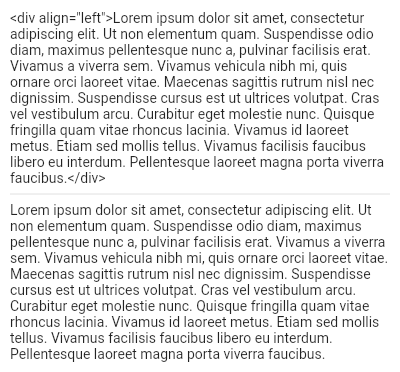 <div align="left">Lorem ipsum dolor sit amet, consectetur
adipiscing elit. Ut non elementum quam. Suspendisse odio
diam, maximus pellentesque nunc a, pulvinar facilisis erat.
Vivamus a viverra sem. Vivamus vehicula nibh mi, quis
ornare orci laoreet vitae. Maecenas sagittis rutrum nisl nec
dignissim. Suspendisse cursus est ut ultrices volutpat. Cras
vel vestibulum arcu. Curabitur eget molestie nunc. Quisque
fringilla quam vitae rhoncus lacinia. Vivamus id laoreet
metus. Etiam sed mollis tellus. Vivamus facilisis faucibus
libero eu interdum. Pellentesque laoreet magna porta viverra
faucibus.</div>
Lorem ipsum dolor sit amet, consectetur adipiscing elit. Ut
non elementum quam. Suspendisse odio diam, maximus
pellentesque nunc a, pulvinar facilisis erat. Vivamus a viverra
sem. Vivamus vehicula nibh mi, quis ornare orci laoreet vitae.
Maecenas sagittis rutrum nisl nec dignissim. Suspendisse
cursus est ut ultrices volutpat. Cras vel vestibulum arcu.
Curabitur eget molestie nunc. Quisque fringilla quam vitae
rhoncus lacinia. Vivamus id laoreet metus. Etiam sed mollis
tellus. Vivamus facilisis faucibus libero eu interdum.
Pellentesque laoreet magna porta viverra faucibus.